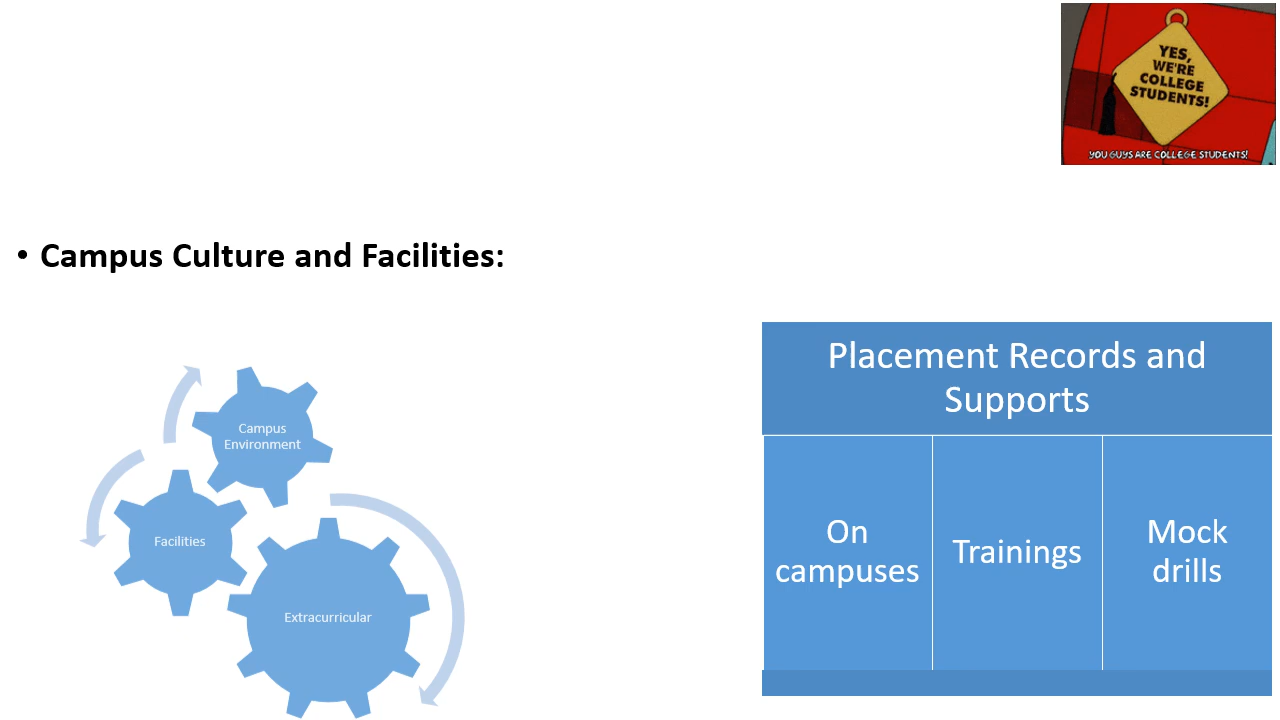 YES,
WE'RE
COLLEGE
STUDENTS!
YOU GUYS ARE COLLEGE STUDENTS!
• Campus Culture and Facilities:
Campus
Environment
Facilities
Extracurricular
Placement Records and
Supports
On
campuses
Trainings
Mock
drills